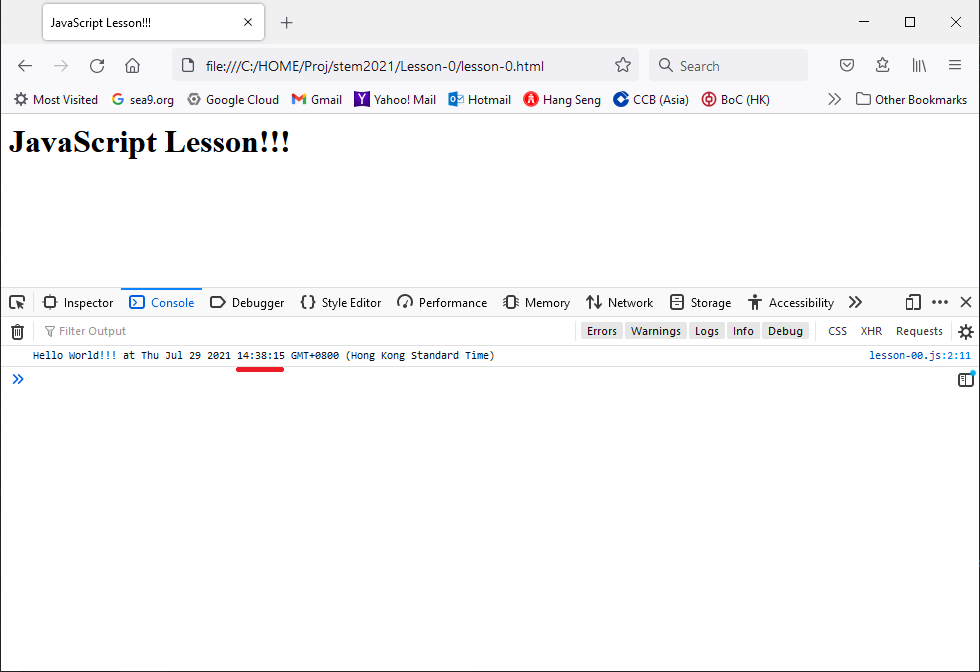 JavaScript Lesson!!!
file:///C:/HOME/Proj/stem2021/Lesson-0/lesson-0.html Search
Most Visited sea9.org Google Cloud Gmail Yahoo! Mail Hotmail Hang Seng CCB (Asia) BoC (HK) Other Bookmarks
JavaScript Lesson!!!
Inspector Console Debugger Style Editor Performance Memory Network Storage Accessibility
Filter Output Errors Warnings Logs Info Debug CSS XHR Requests
Hello World!!! at Thu Jul 29 2021 14:38:15 GMT+0800 (Hong Kong Standard Time) lesson-00.js:2:11